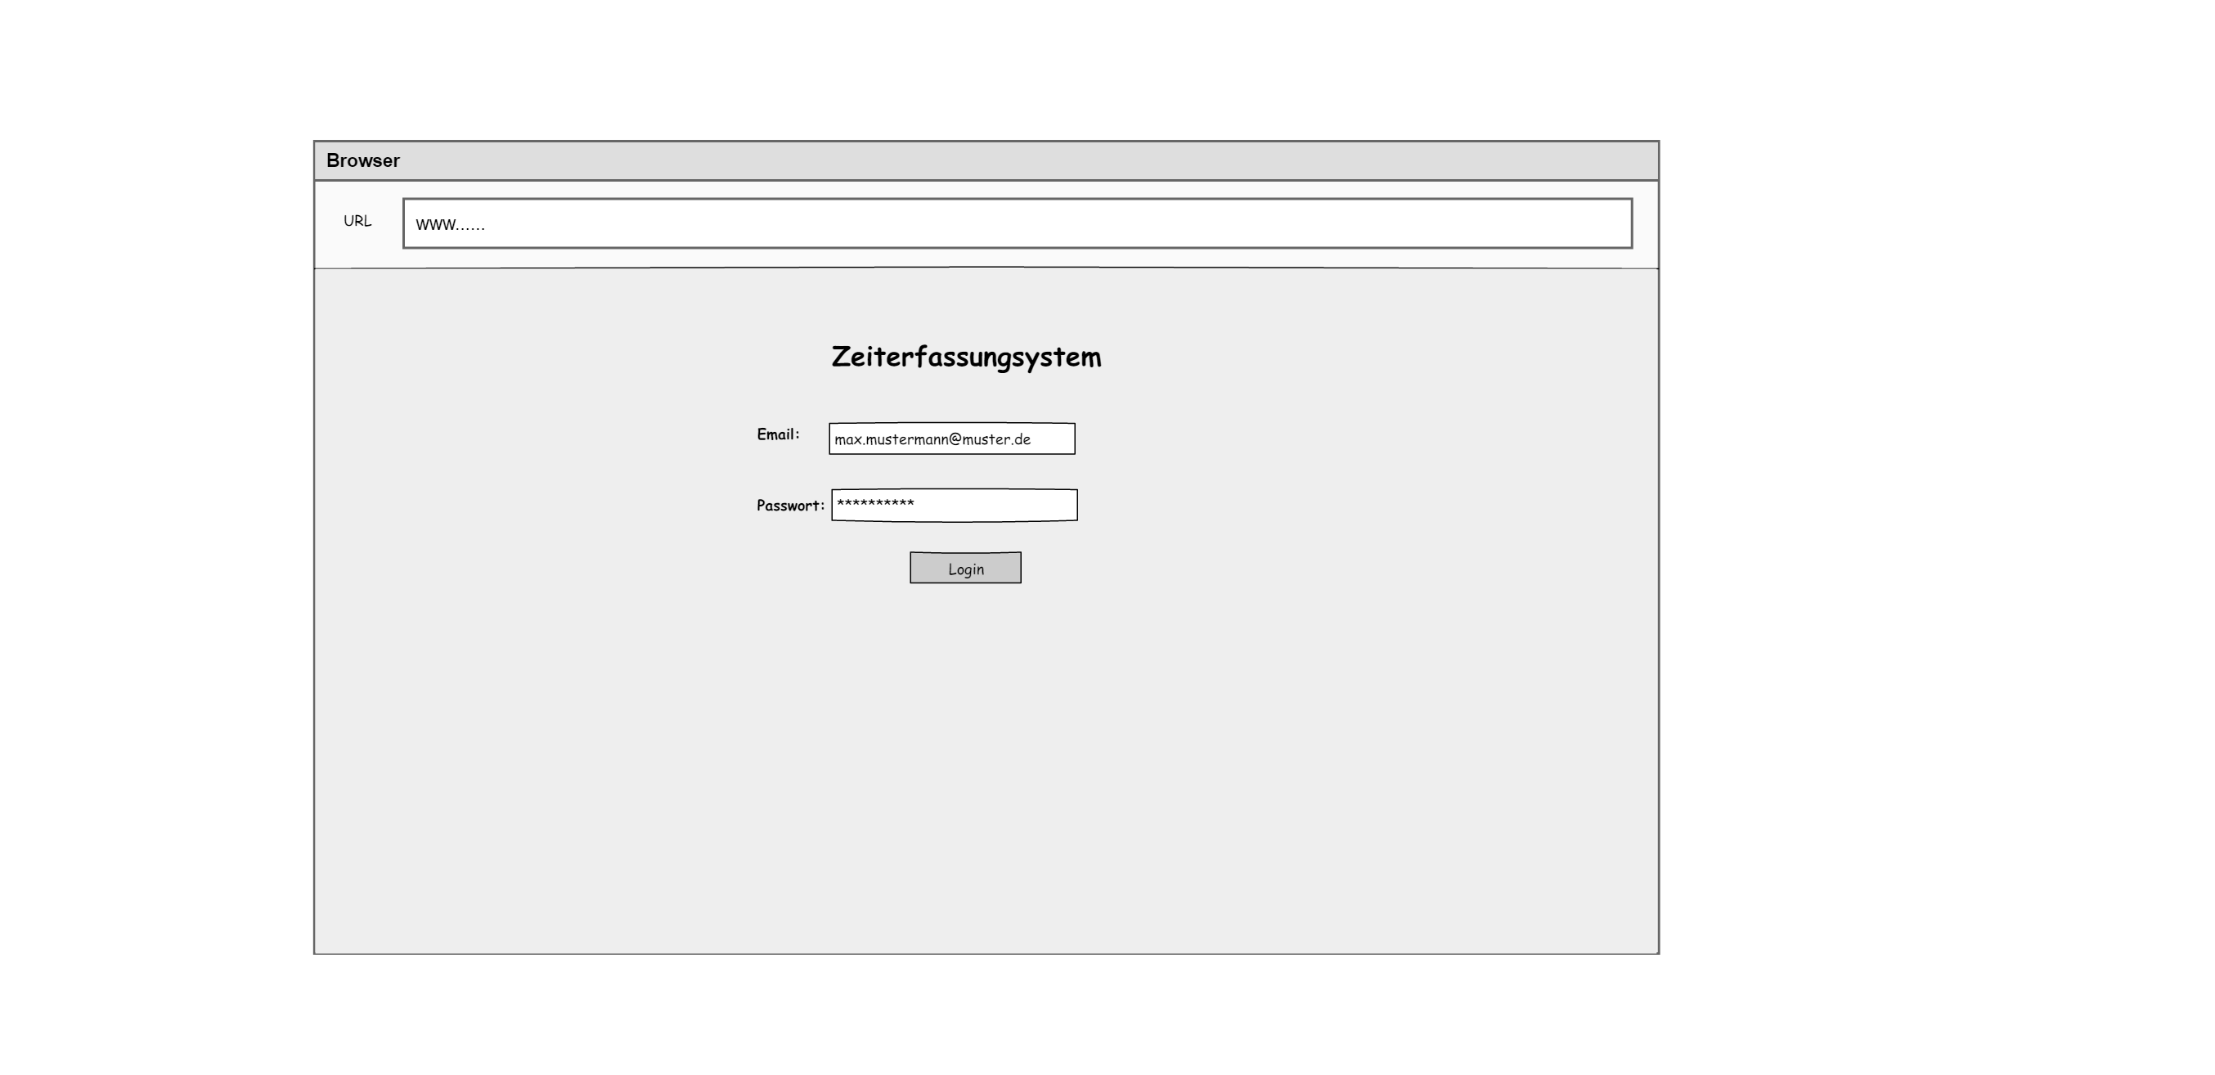 Browser
URL
www......
Zeiterfassungsystem
Email:
max.mustermann@muster.de
Passwort:
**********
Login